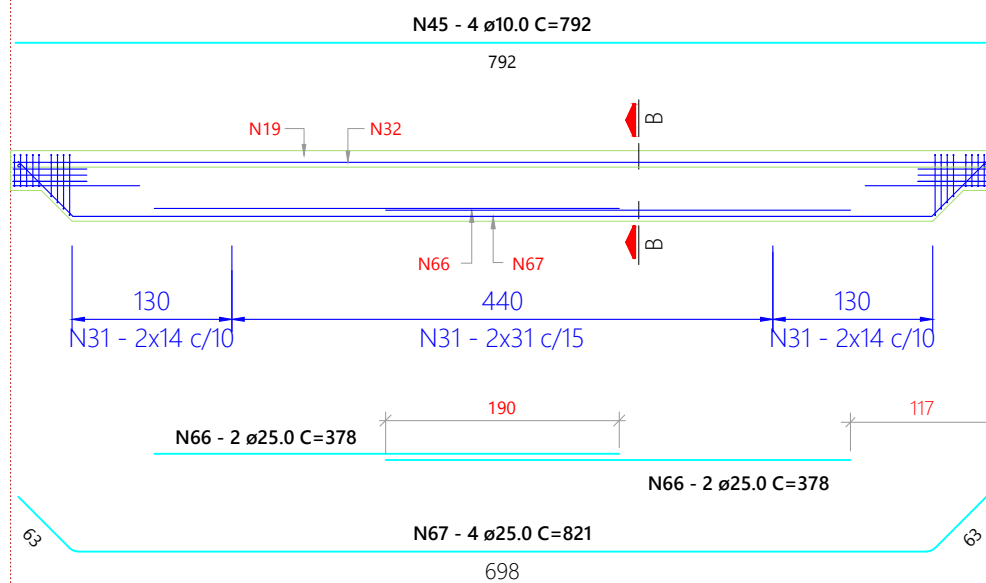 N45 - 4 ø10.0 C=792
792
N19
N32
B
B
N66
N67
130
440
130
N31 - 2x14 c/10
N31 - 2x31 c/15
N31 - 2x14 c/10
190
117
N66 - 2 ø25.0 C=378
N66 - 2 ø25.0 C=378
63
N67 - 4 ø25.0 C=821
63
698